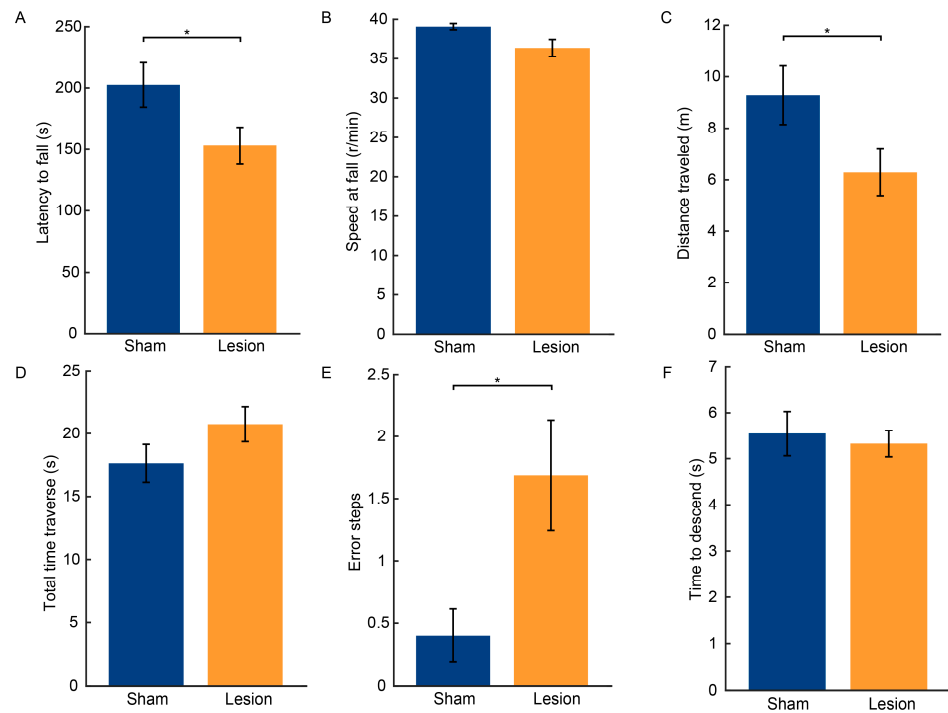 A
Latency to fall (s)
250
200
150
100
50
0
*
Sham Lesion
B
Speed at fall (r/min)
40
35
30
25
20
15
10
5
0
Sham Lesion
C
Distance traveled (m)
12
10
8
6
4
2
0
*
Sham Lesion
D
Total time traverse (s)
25
20
15
10
5
0
Sham Lesion
E
Error steps
2.5
2
1.5
1
0.5
0
*
Sham Lesion
F
Time to descend (s)
7
6
5
4
3
2
1
0
Sham Lesion